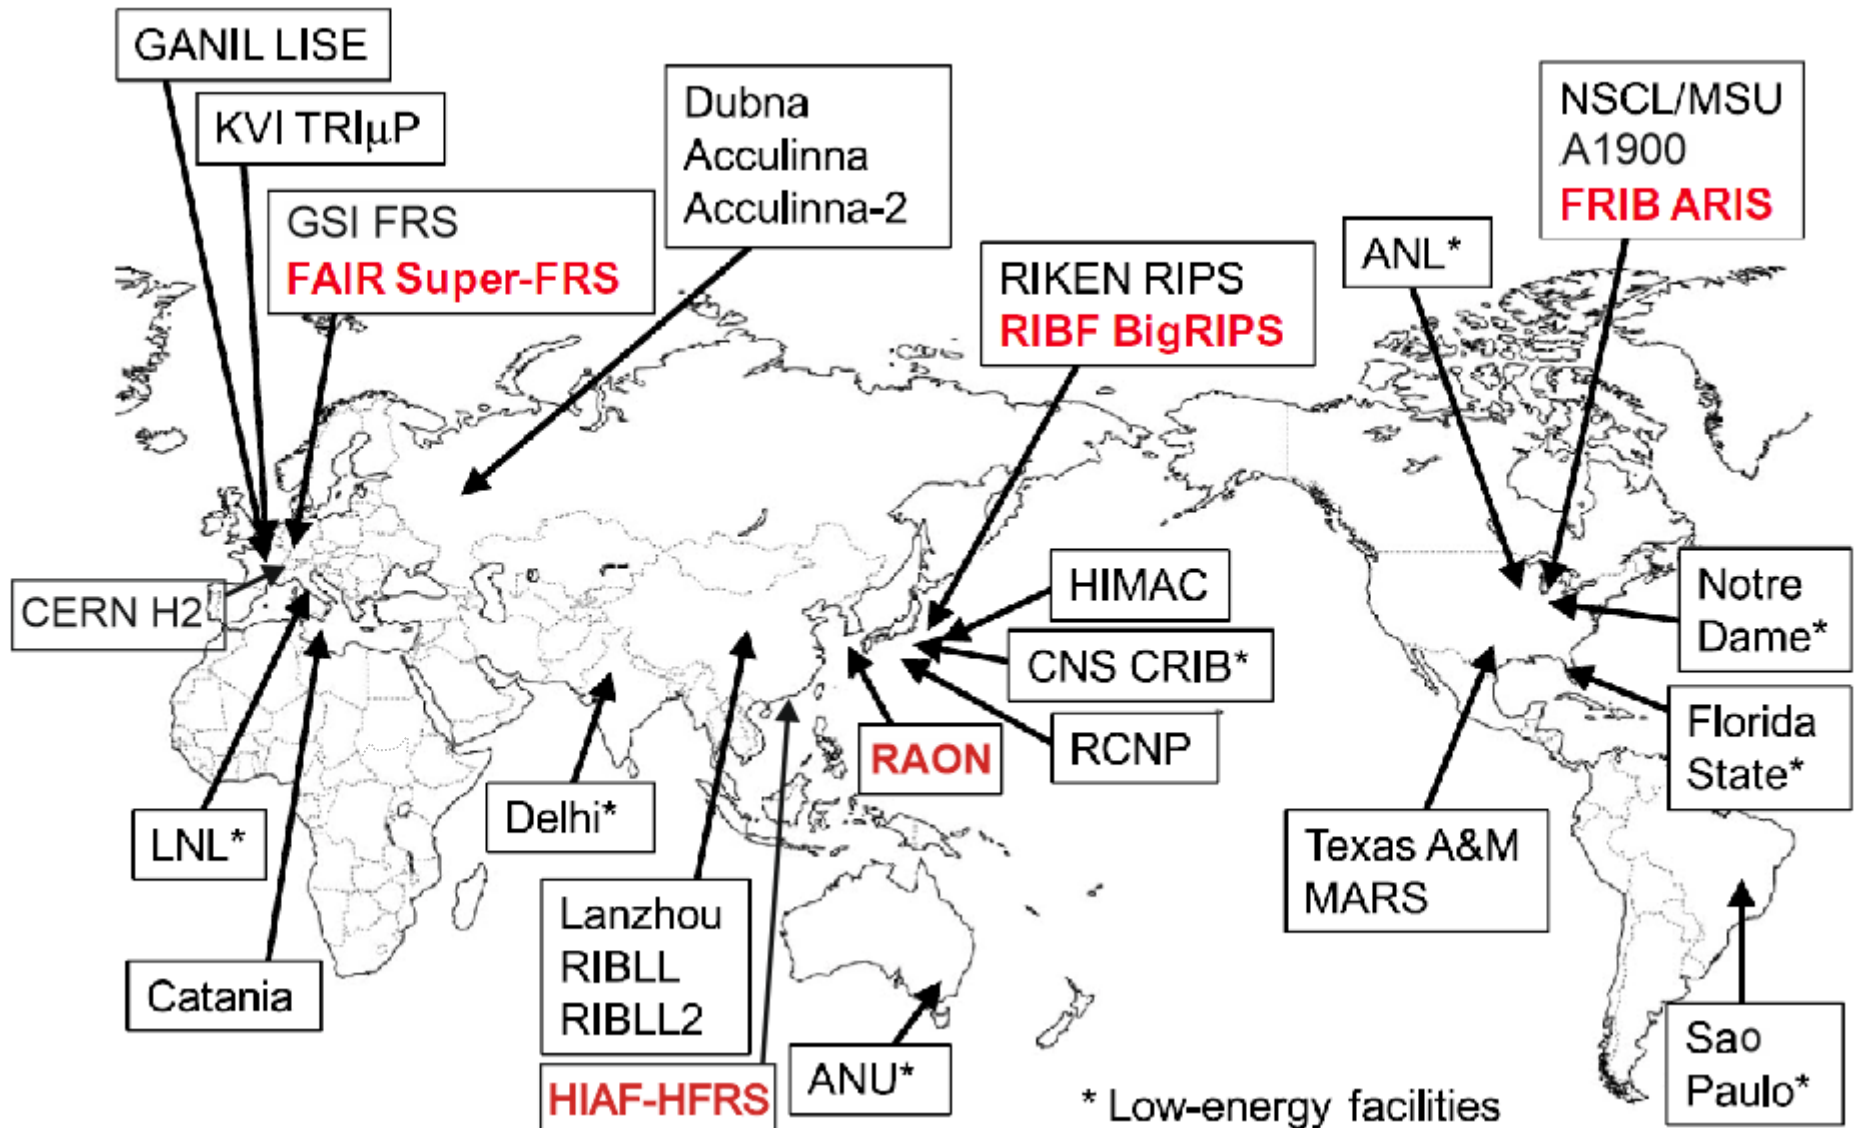 GANIL LISE
KVI TRIμP
GSI FRS
FAIR Super-FRS
Dubna
Acculinna
Acculinna-2
RIKEN RIPS
RIBF BigRIPS
ANL*
NSCL/MSU
A1900
FRIB ARIS
CERN H2
HIMAC
CNS CRIB*
RCNP
RAON
Notre
Dame*
Florida
State*
LNL*
Delhi*
Texas A&M
MARS
Catania
Lanzhou
RIBLL
RIBLL2
HIAF-HFRS
ANU*
Sao
Paulo*
* Low-energy facilities